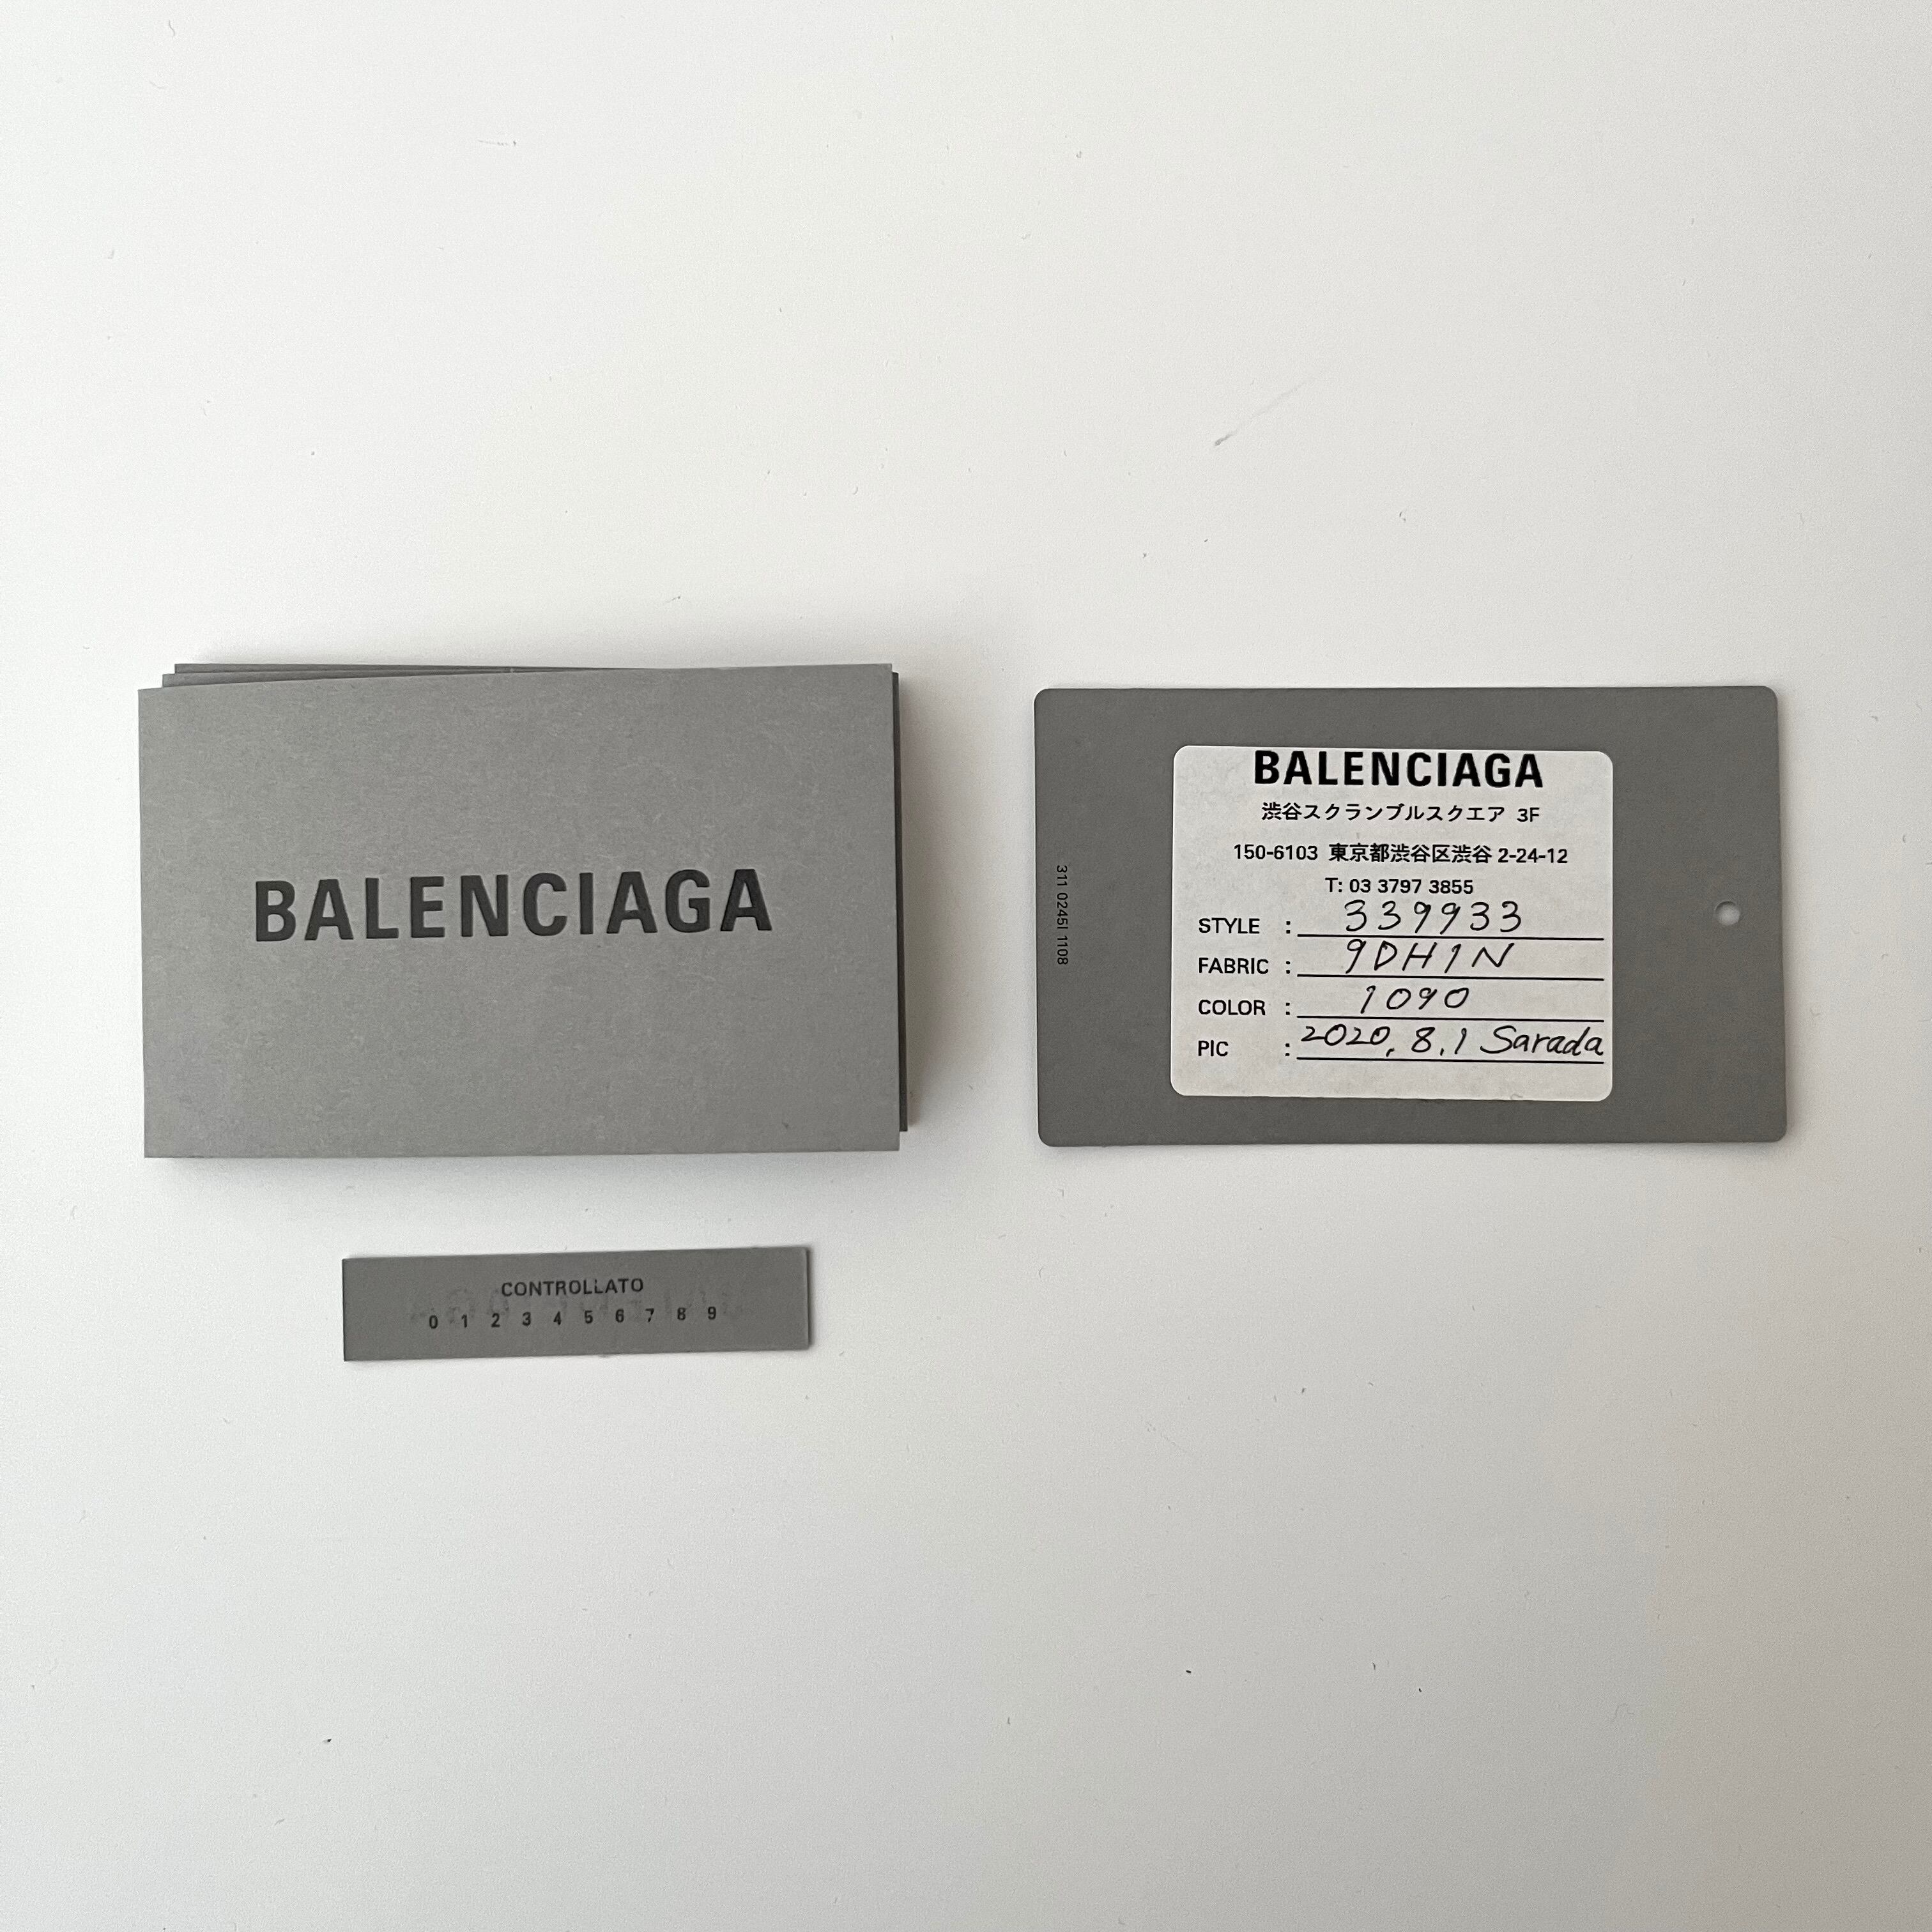 BALENCIAGA
CONTROLLATO
0 1 2 3 4 5 6 7 8 9
311 0245I 1108
BALENCIAGA
渋谷スクランブルスクエア 3F
150-6103 東京都渋谷区渋谷 2-24-12
T: 03 3797 3855
STYLE : 339933
FABRIC : 9DH1N
COLOR : 1090
PIC : 2020.8.1 Sarada